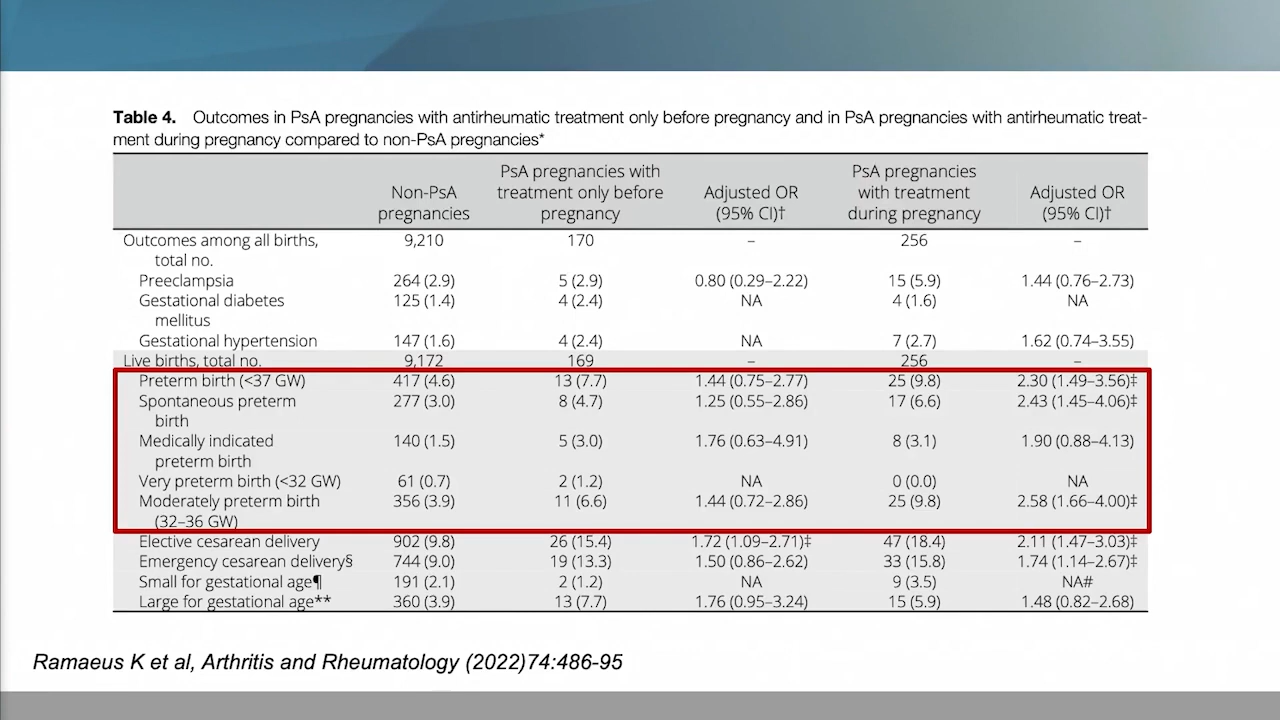 Table 4. Outcomes in PsA pregnancies with antirheumatic treatment only before pregnancy and in PsA pregnancies with antirheumatic treat-
ment during pregnancy compared to non-PsA pregnancies*
Non-PsA pregnancies | PsA pregnancies with treatment only before pregnancy | Adjusted OR (95% CI)† | PsA pregnancies with treatment during pregnancy | Adjusted OR (95% CI)†
Outcomes among all births, total no. 9,210 170 – 256 –
Preeclampsia 264 (2.9) 5 (2.9) 0.80 (0.29–2.22) 15 (5.9) 1.44 (0.76–2.73)
Gestational diabetes mellitus 125 (1.4) 4 (2.4) NA 4 (1.6) NA
Gestational hypertension 147 (1.6) 4 (2.4) NA 7 (2.7) 1.62 (0.74–3.55)
Live births, total no. 9,172 169 – 256 –
Preterm birth (<37 GW) 417 (4.6) 13 (7.7) 1.44 (0.75–2.77) 25 (9.8) 2.30 (1.49–3.56)‡
Spontaneous preterm birth 277 (3.0) 8 (4.7) 1.25 (0.55–2.86) 17 (6.6) 2.43 (1.45–4.06)‡
Medically indicated preterm birth 140 (1.5) 5 (3.0) 1.76 (0.63–4.91) 8 (3.1) 1.90 (0.88–4.13)
Very preterm birth (<32 GW) 61 (0.7) 2 (1.2) NA 0 (0.0) NA
Moderately preterm birth (32–36 GW) 356 (3.9) 11 (6.6) 1.44 (0.72–2.86) 25 (9.8) 2.58 (1.66–4.00)‡
Elective cesarean delivery 902 (9.8) 26 (15.4) 1.72 (1.09–2.71)‡ 47 (18.4) 2.11 (1.47–3.03)‡
Emergency cesarean delivery§ 744 (9.0) 19 (13.3) 1.50 (0.86–2.62) 33 (15.8) 1.74 (1.14–2.67)‡
Small for gestational age¶ 191 (2.1) 2 (1.2) NA 9 (3.5) NA#
Large for gestational age** 360 (3.9) 13 (7.7) 1.76 (0.95–3.24) 15 (5.9) 1.48 (0.82–2.68)
Ramaeus K et al, Arthritis and Rheumatology (2022)74:486-95